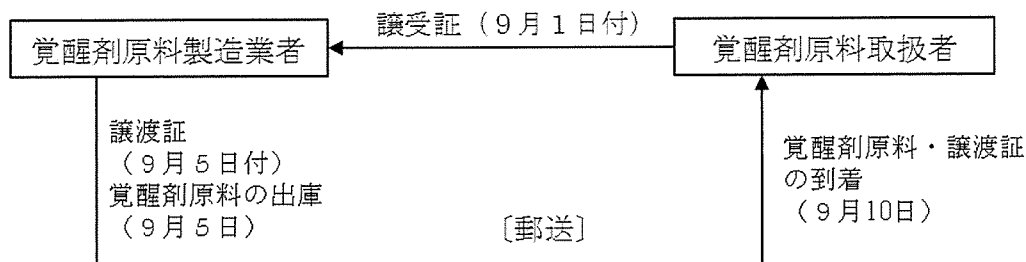 譲受証（９月１日付）
覚醒剤原料製造業者
覚醒剤原料取扱者
譲渡証
（９月５日付）
覚醒剤原料の出庫
（９月５日）
覚醒剤原料・譲渡証
の到着
（９月10日）
〔郵送〕